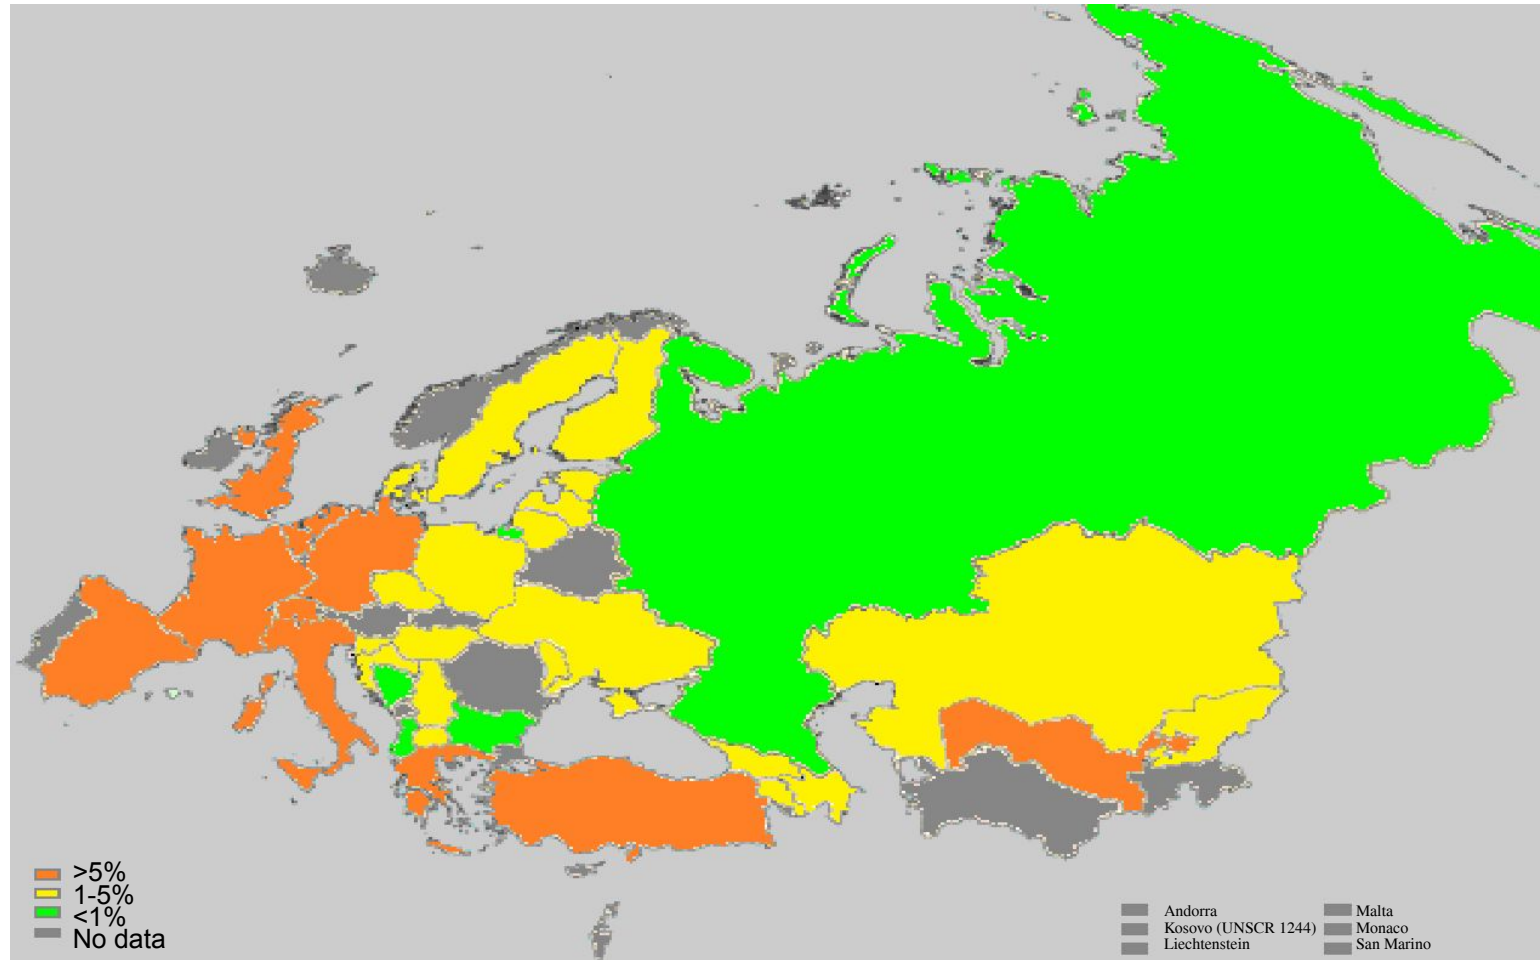 >5%
1-5%
<1%
No data
Andorra
Kosovo (UNSCR 1244)
Liechtenstein
Malta
Monaco
San Marino